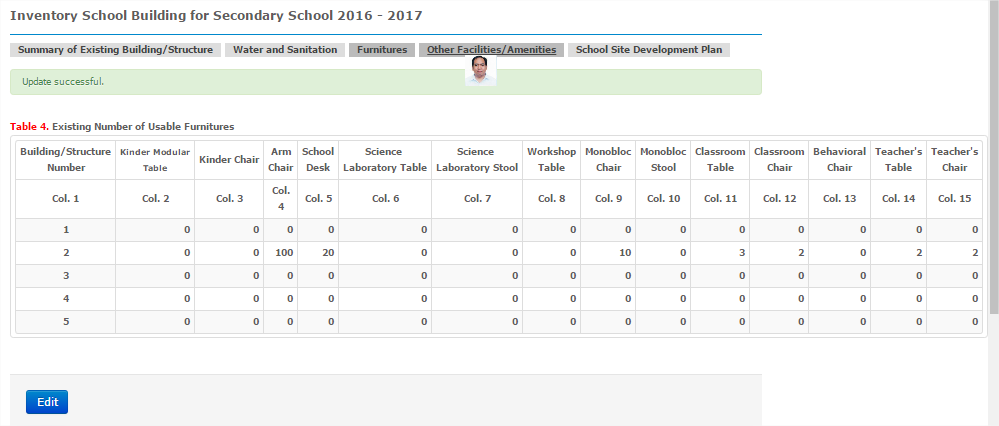 Inventory School Building for Secondary School 2016 - 2017
Summary of Existing Building/Structure Water and Sanitation Furnitures Other Facilities/Amenities School Site Development Plan
Update successful.
Table 4. Existing Number of Usable Furnitures
Building/Structure Number Kinder Modular Table Kinder Chair Arm Chair School Desk Science Laboratory Table Science Laboratory Stool Workshop Table Monobloc Chair Monobloc Stool Classroom Table Classroom Chair Behavioral Chair Teacher's Table Teacher's Chair
Col. 1 Col. 2 Col. 3 Col. 4 Col. 5 Col. 6 Col. 7 Col. 8 Col. 9 Col. 10 Col. 11 Col. 12 Col. 13 Col. 14 Col. 15
1 0 0 0 0 0 0 0 0 0 0 0 0 0 0
2 0 0 100 20 0 0 0 10 0 3 2 0 2 2
3 0 0 0 0 0 0 0 0 0 0 0 0 0 0
4 0 0 0 0 0 0 0 0 0 0 0 0 0 0
5 0 0 0 0 0 0 0 0 0 0 0 0 0 0
Edit